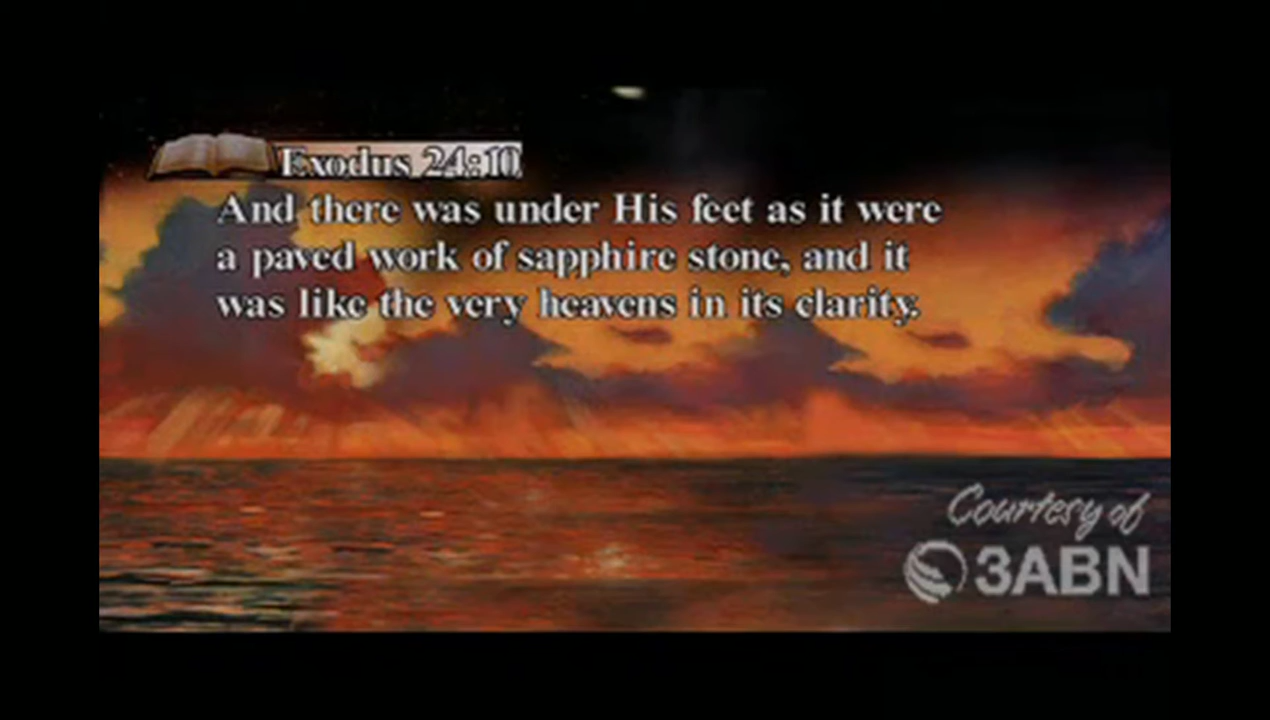 Exodus 24:10
And there was under His feet as it were
a paved work of sapphire stone, and it
was like the very heavens in its clarity.
Courtesy of
3ABN